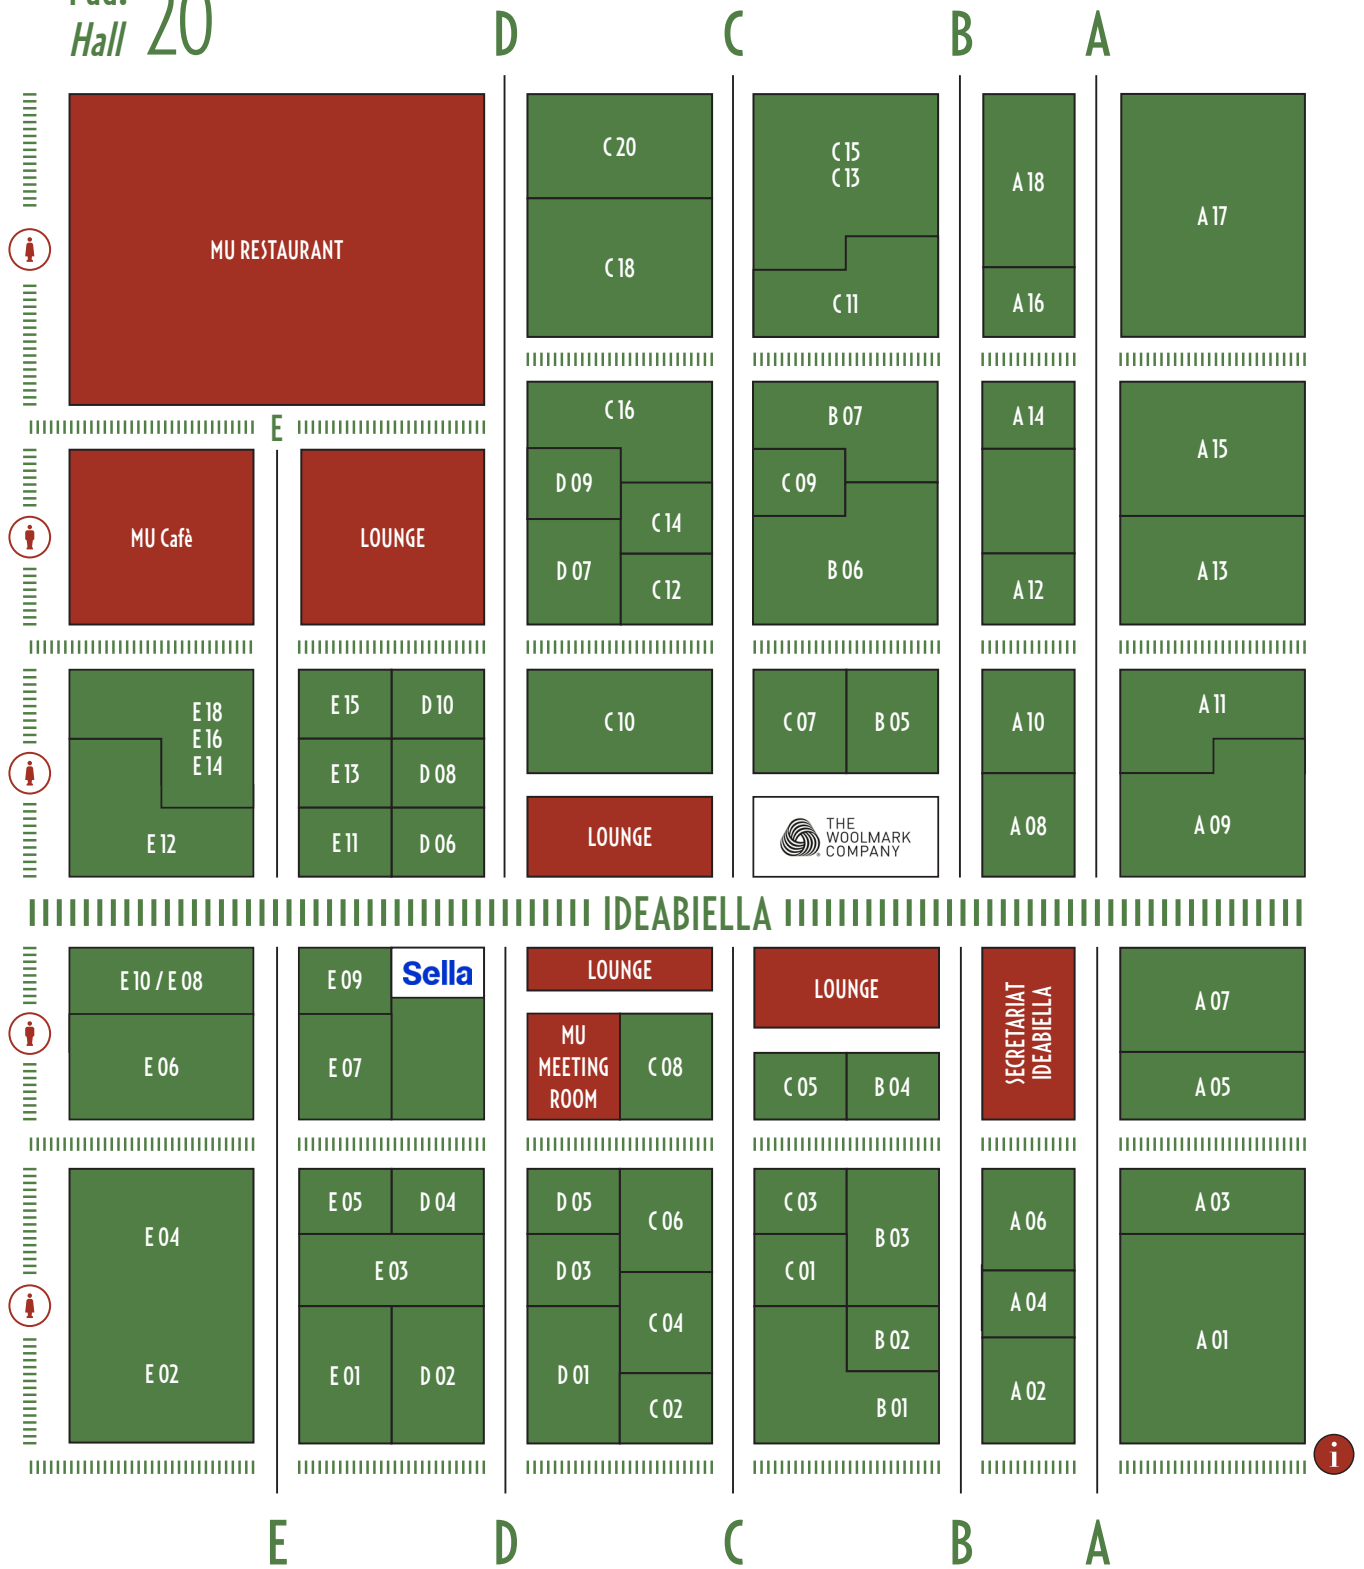 Hall 20
D C B A
C 20
C 15
C 13
A 18
A 17
MU RESTAURANT
C 18
C 11
A 16
E
C 16
B 07
A 14
A 15
D 09
C 09
C 14
MU Cafè
LOUNGE
D 07
B 06
A 13
C 12
A 12
E 18
E 16
E 14
E 15
D 10
C 10
C 07
B 05
A 10
A 11
E 13
D 08
E 12
E 11
D 06
LOUNGE
THE
WOOLMARK
COMPANY
A 08
A 09
IDEABIELLA
E 10 / E 08
E 09
Sella
LOUNGE
LOUNGE
SECRETARIAT
IDEABIELLA
A 07
E 06
E 07
MU
MEETING
ROOM
C 08
C 05
B 04
A 05
E 04
E 05
D 04
D 05
C 06
C 03
B 03
A 06
A 03
E 03
D 03
C 01
A 04
C 04
B 02
A 01
E 02
E 01
D 02
D 01
C 02
B 01
A 02
i
E D C B A